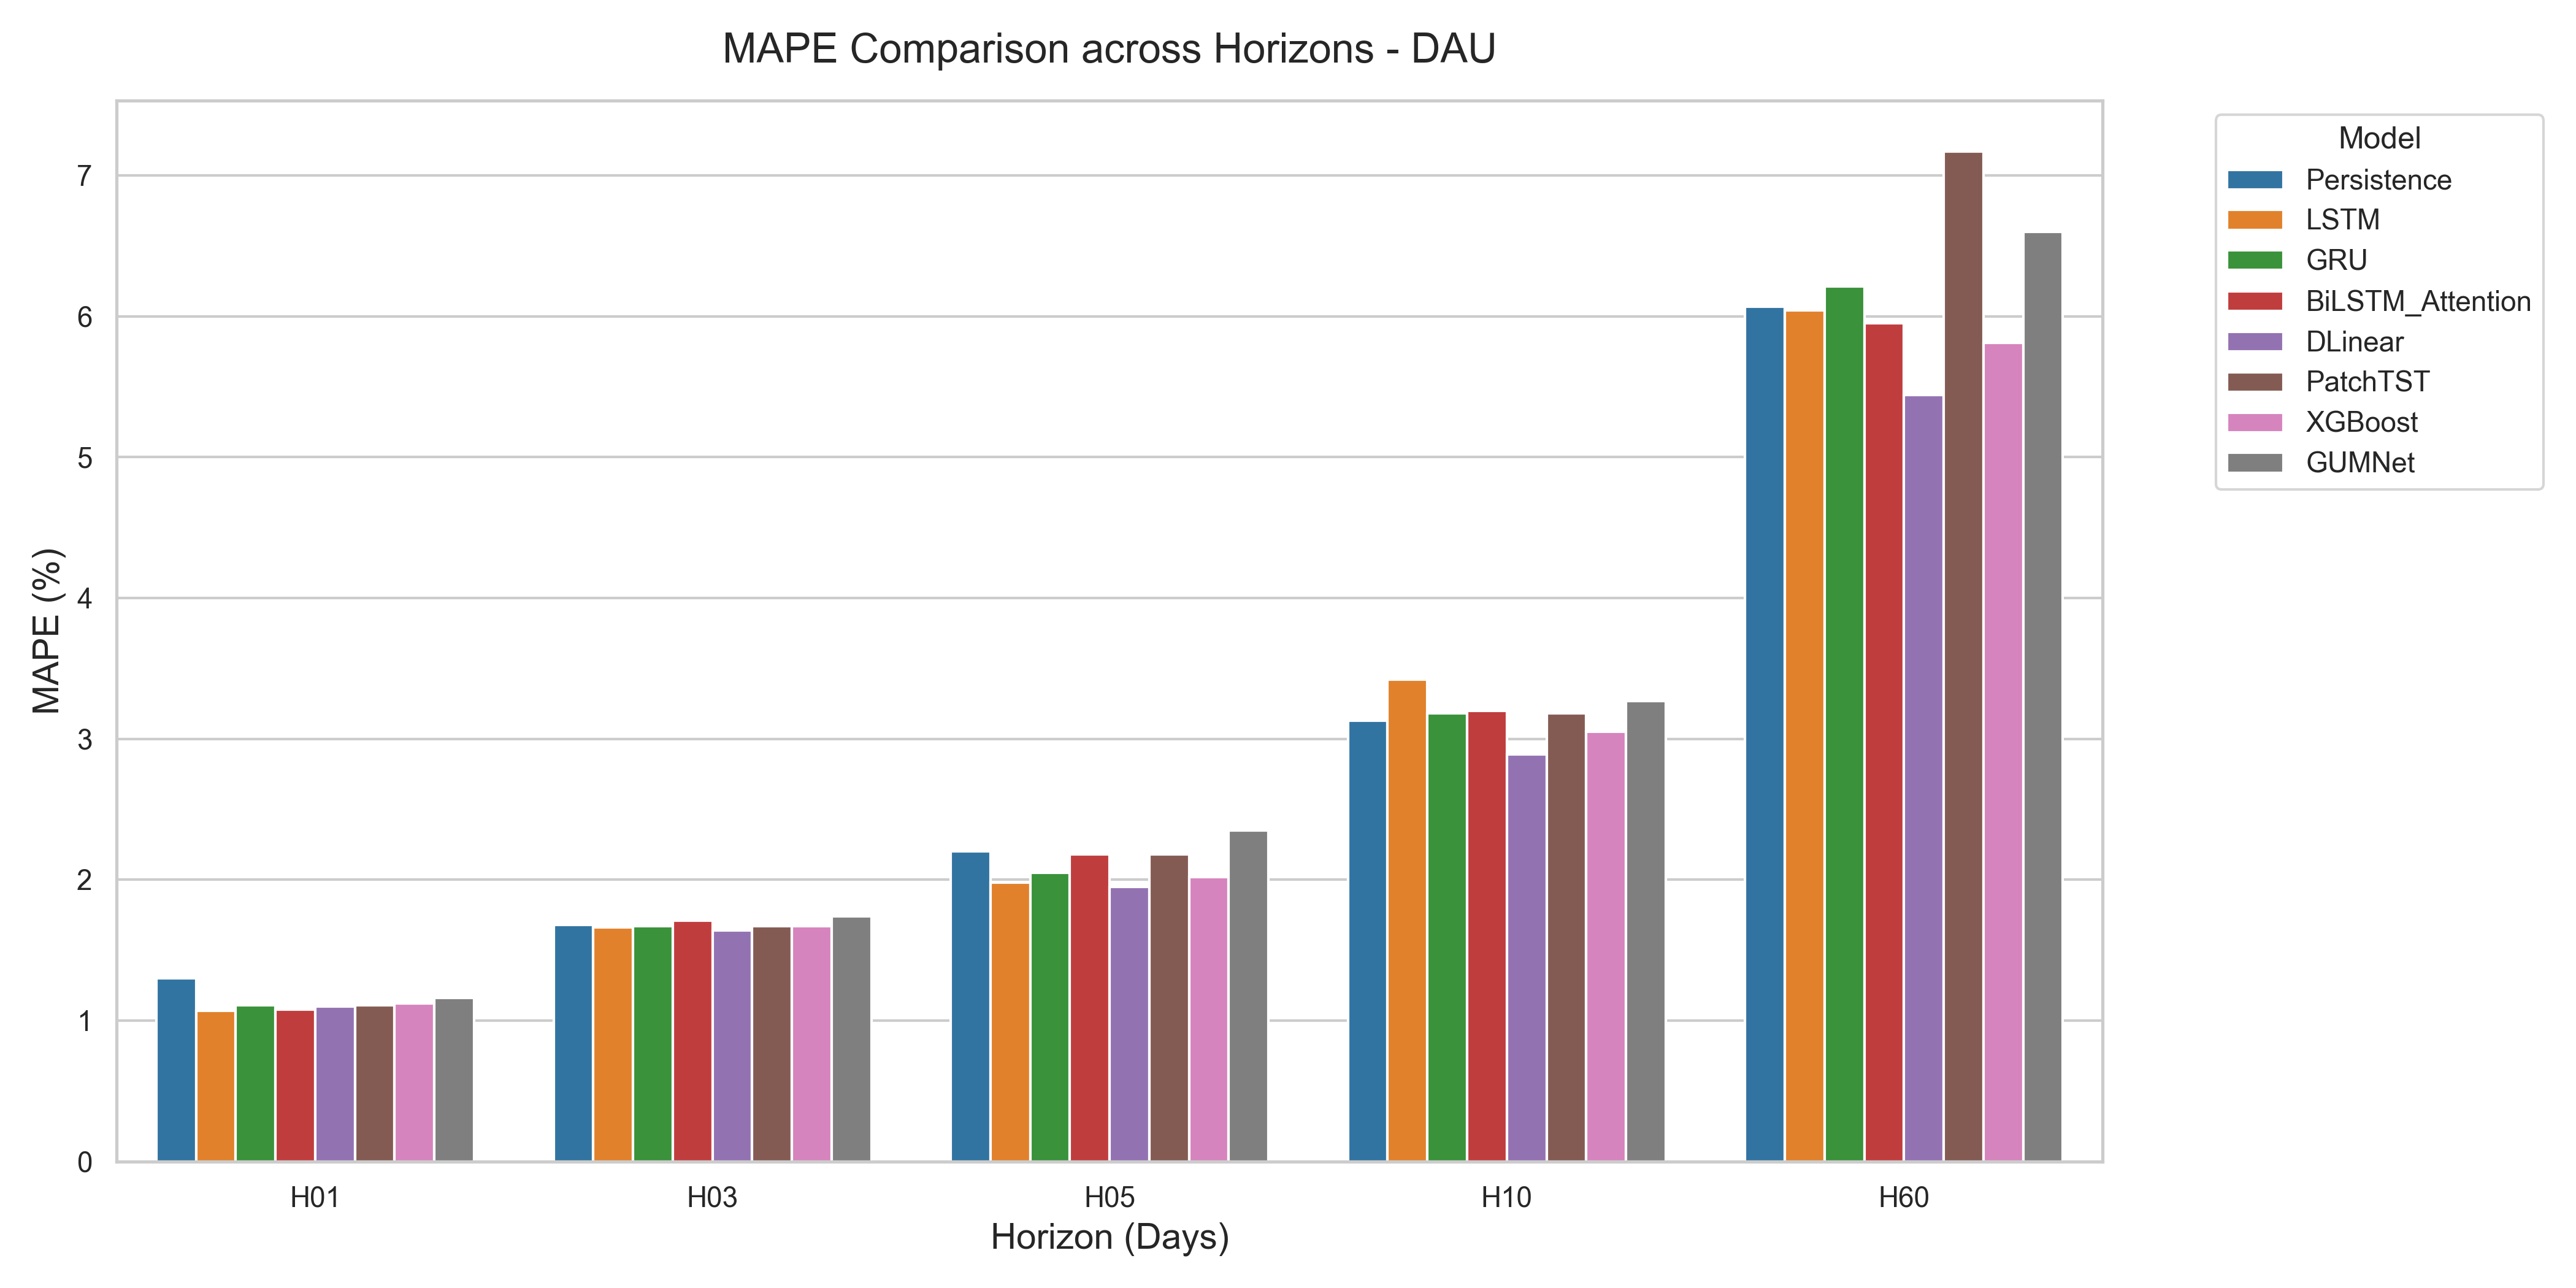 MAPE Comparison across Horizons - DAU
MAPE (%)
7
6
5
4
3
2
1
0
H01
H03
H05
H10
H60
Horizon (Days)
Model
Persistence
LSTM
GRU
BiLSTM_Attention
DLinear
PatchTST
XGBoost
GUMNet